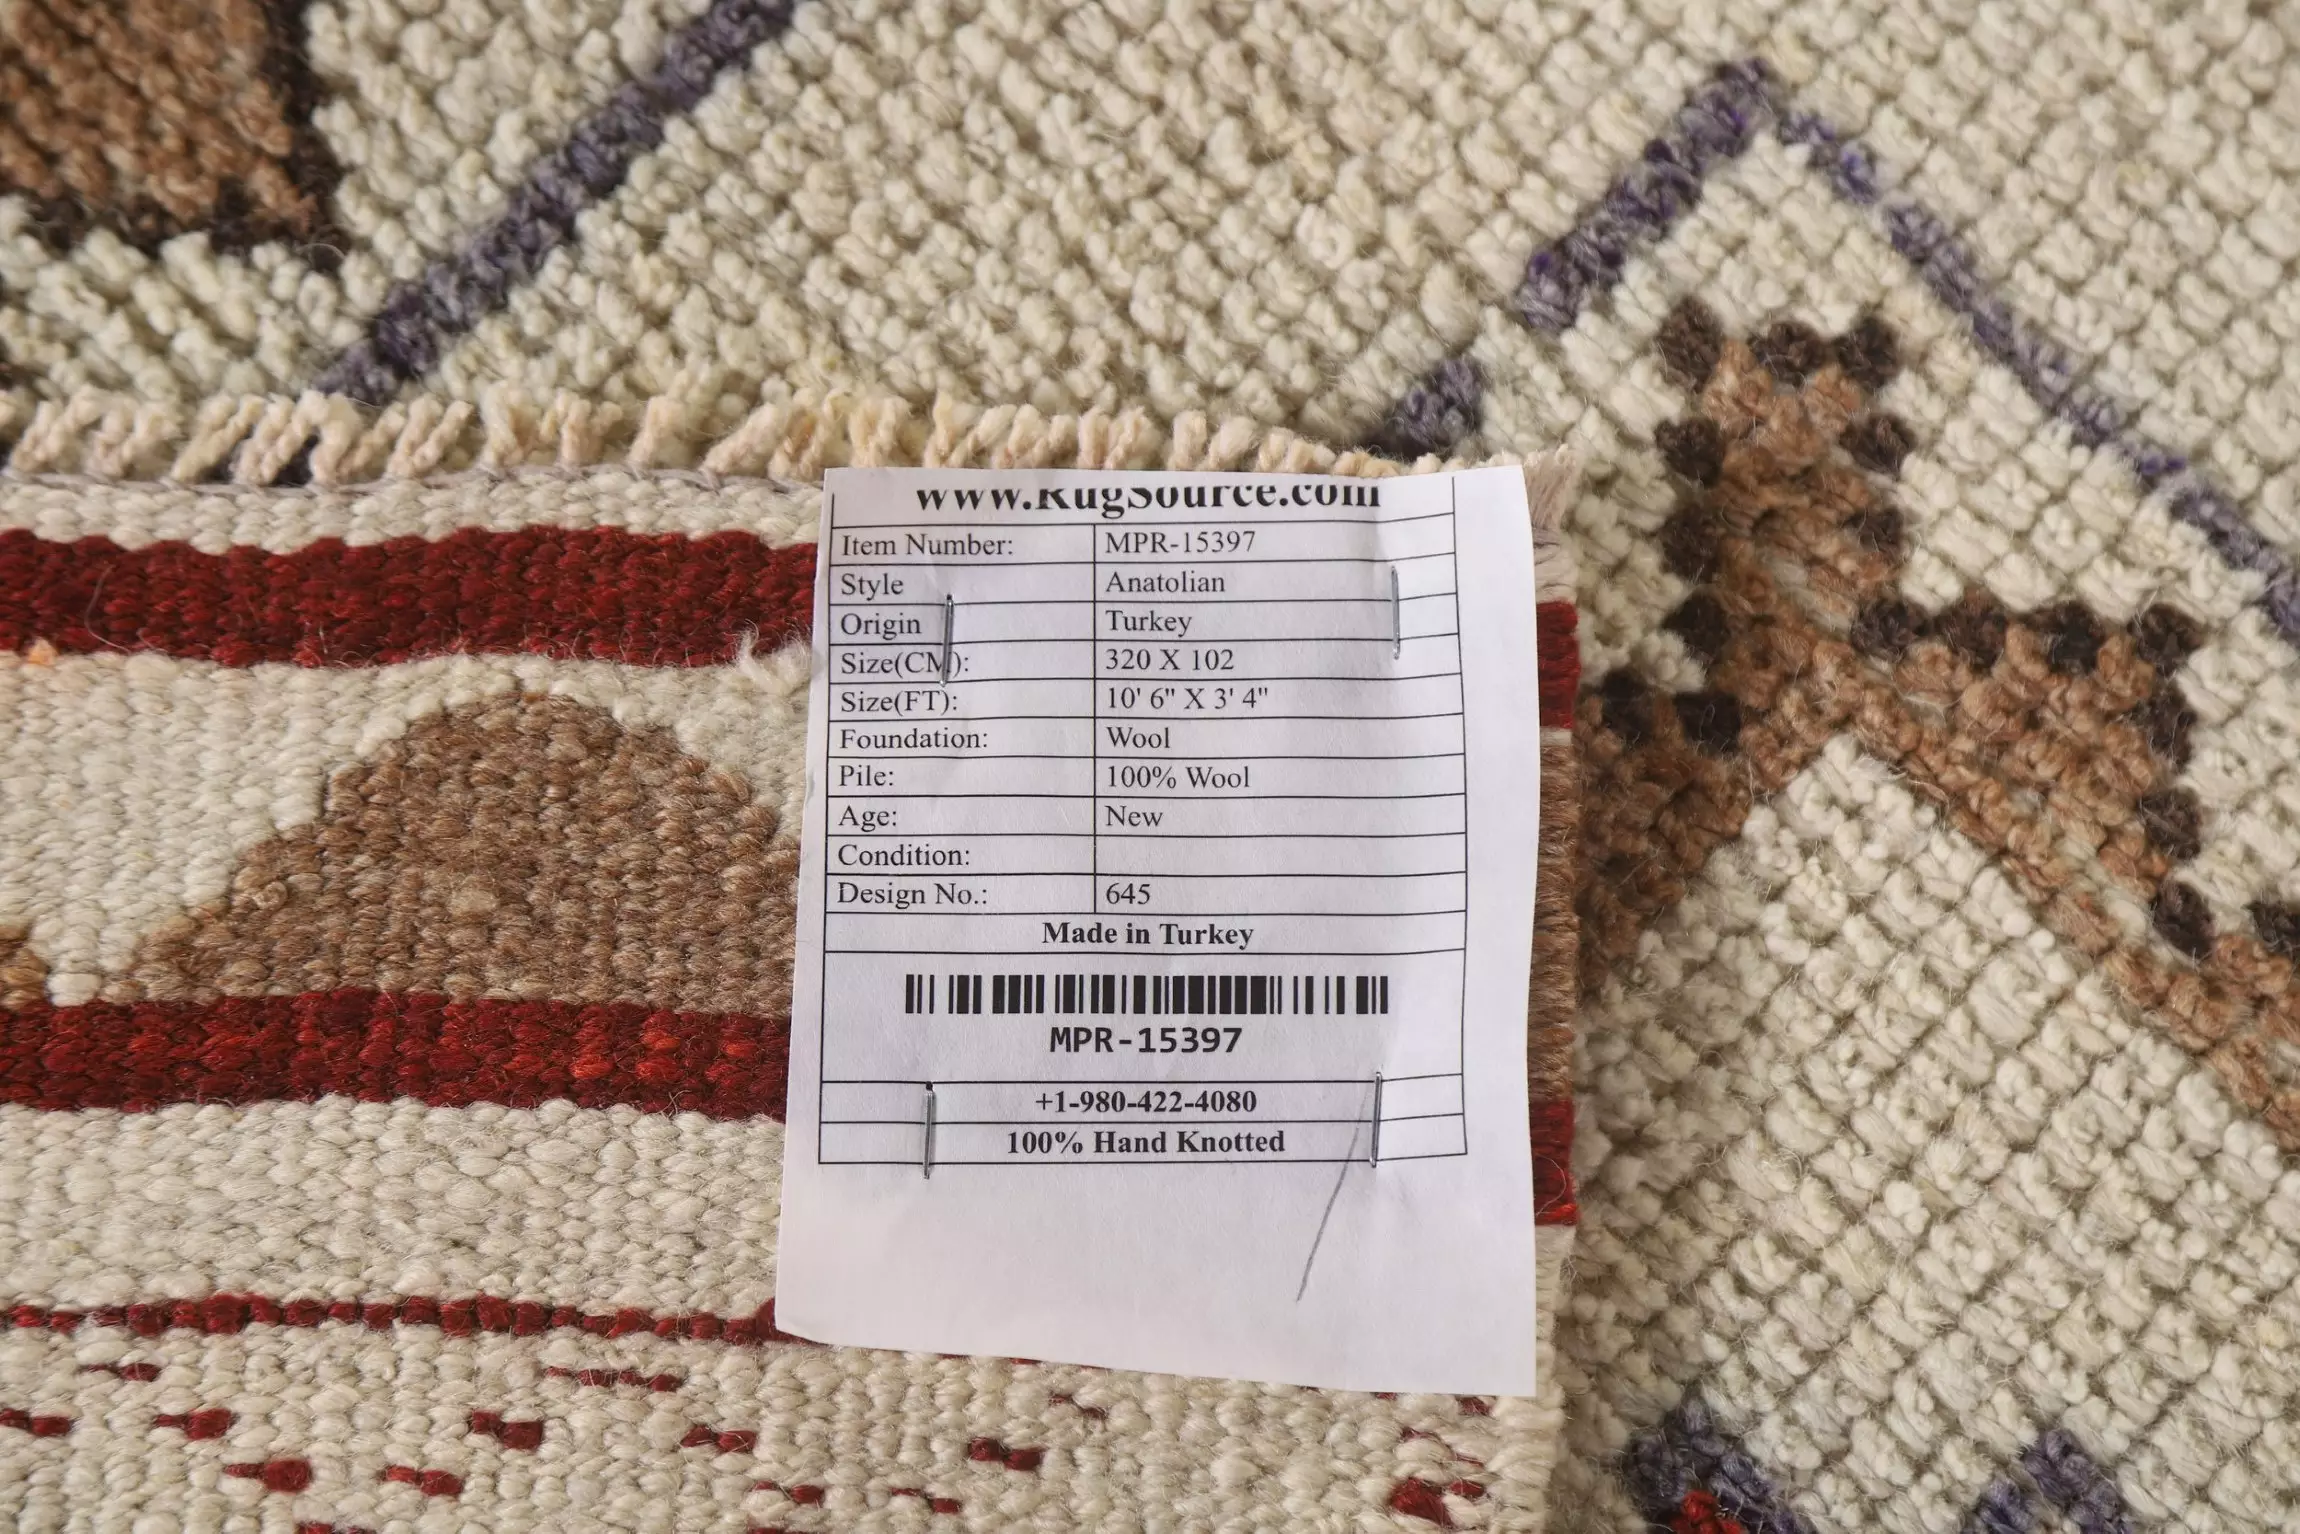 www.RugSource.com
Item Number: MPR-15397
Style Anatolian
Origin Turkey
Size(CM): 320 X 102
Size(FT): 10' 6" X 3' 4"
Foundation: Wool
Pile: 100% Wool
Age: New
Condition:
Design No.: 645
Made in Turkey
MPR-15397
+1-980-422-4080
100% Hand Knotted